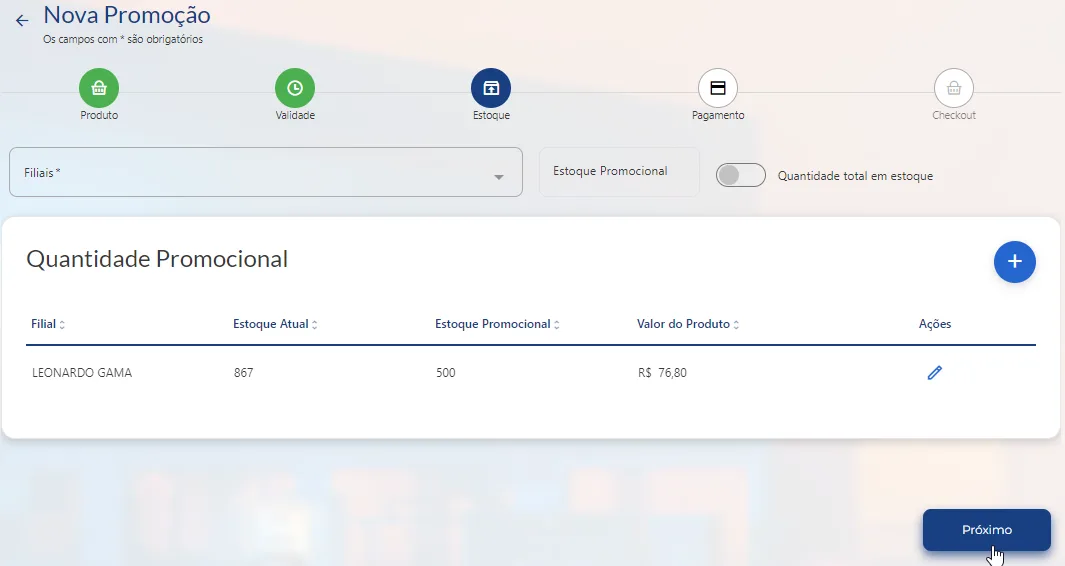 Nova Promoção
Os campos com * são obrigatórios
Produto
Validade
Estoque
Pagamento
Checkout
Filiais *
Estoque Promocional
Quantidade total em estoque
Quantidade Promocional
Filial Estoque Atual Estoque Promocional Valor do Produto Ações
LEONARDO GAMA 867 500 R$ 76,80
Próximo